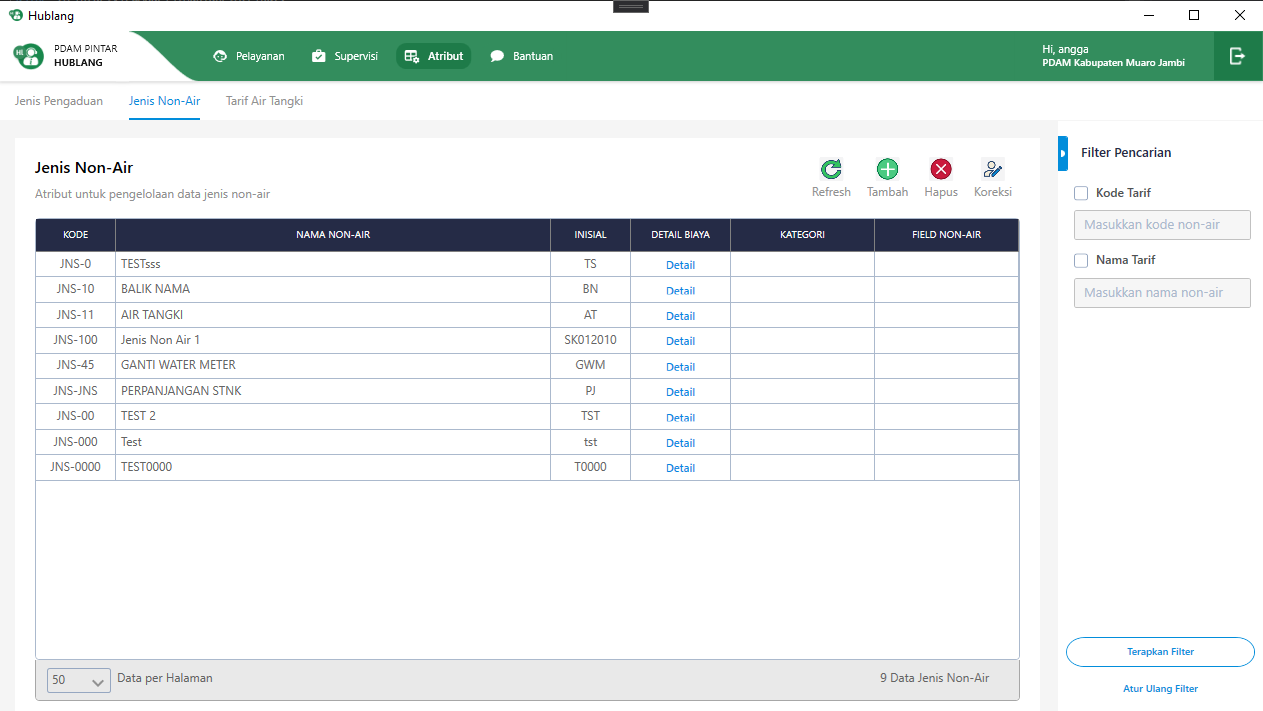 Hublang
PDAM PINTAR
HUBLANG
Pelayanan
Supervisi
Atribut
Bantuan
Hi, angga
PDAM Kabupaten Muaro Jambi
Jenis Pengaduan
Jenis Non-Air
Tarif Air Tangki
Jenis Non-Air
Atribut untuk pengelolaan data jenis non-air
Refresh
Tambah
Hapus
Koreksi
KODE NAMA NON-AIR INISIAL DETAIL BIAYA KATEGORI FIELD NON-AIR
JNS-0 TESTsss TS Detail
JNS-10 BALIK NAMA BN Detail
JNS-11 AIR TANGKI AT Detail
JNS-100 Jenis Non Air 1 SK012010 Detail
JNS-45 GANTI WATER METER GWM Detail
JNS-JNS PERPANJANGAN STNK PJ Detail
JNS-00 TEST 2 TST Detail
JNS-000 Test tst Detail
JNS-0000 TEST0000 T0000 Detail
50 Data per Halaman
9 Data Jenis Non-Air
Filter Pencarian
Kode Tarif
Masukkan kode non-air
Nama Tarif
Masukkan nama non-air
Terapkan Filter
Atur Ulang Filter